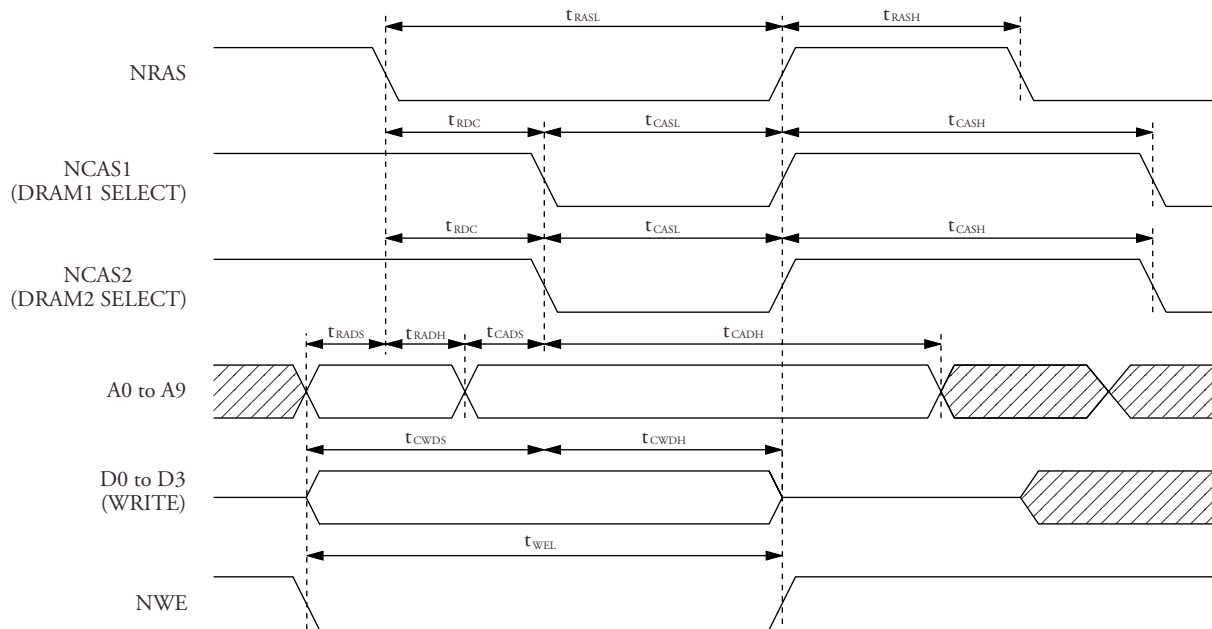 tRASL tRASH
NRAS
tRDC tCASL tCASH
NCAS1
(DRAM1 SELECT)
tRDC tCASL tCASH
NCAS2
(DRAM2 SELECT)
tRADS tRADH tCADS tCADH
A0 to A9
tCWDS tCWDH
D0 to D3
(WRITE)
tWEL
NWE